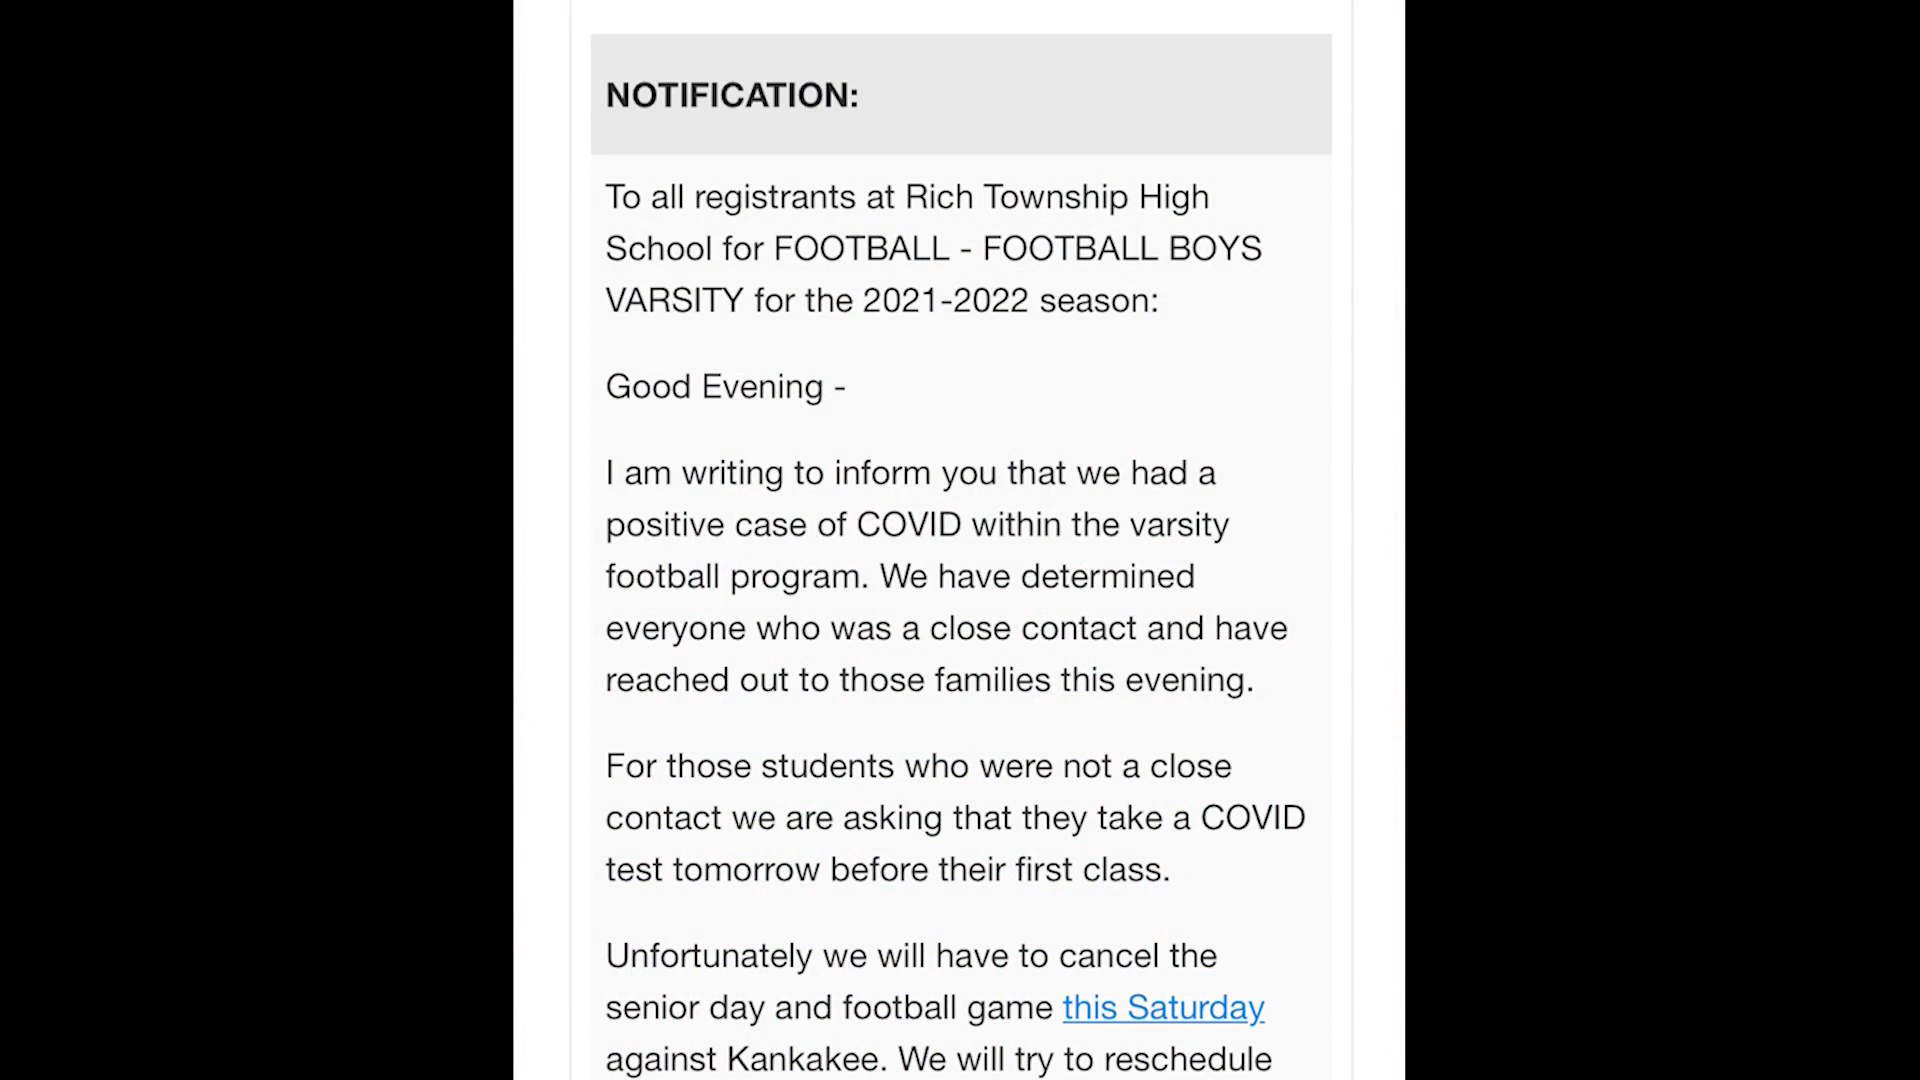 NOTIFICATION:
To all registrants at Rich Township High
School for FOOTBALL - FOOTBALL BOYS
VARSITY for the 2021-2022 season:
Good Evening -
I am writing to inform you that we had a
positive case of COVID within the varsity
football program. We have determined
everyone who was a close contact and have
reached out to those families this evening.
For those students who were not a close
contact we are asking that they take a COVID
test tomorrow before their first class.
Unfortunately we will have to cancel the
senior day and football game this Saturday
against Kankakee. We will try to reschedule